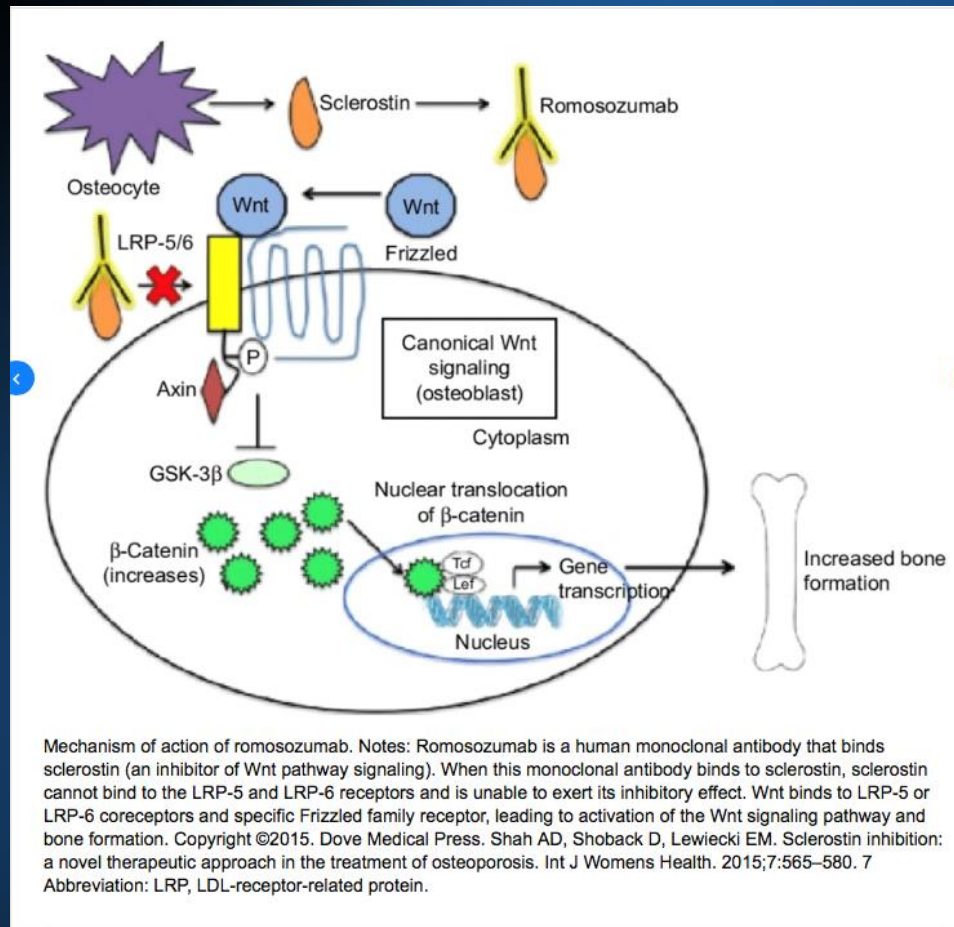 Sclerostin
Romosozumab
Osteocyte
Wnt
Wnt
LRP-5/6
Frizzled
P
Canonical Wnt
signaling
(osteoblast)
Axin
Cytoplasm
GSK-3β
Nuclear translocation
of β-catenin
β-Catenin
(increases)
Tcf
Lef
Gene
transcription
Increased bone
formation
Nucleus
Mechanism of action of romosozumab. Notes: Romosozumab is a human monoclonal antibody that binds
sclerostin (an inhibitor of Wnt pathway signaling). When this monoclonal antibody binds to sclerostin, sclerostin
cannot bind to the LRP-5 and LRP-6 receptors and is unable to exert its inhibitory effect. Wnt binds to LRP-5 or
LRP-6 coreceptors and specific Frizzled family receptor, leading to activation of the Wnt signaling pathway and
bone formation. Copyright ©2015. Dove Medical Press. Shah AD, Shoback D, Lewiecki EM. Sclerostin inhibition:
a novel therapeutic approach in the treatment of osteoporosis. Int J Womens Health. 2015;7:565–580. 7
Abbreviation: LRP, LDL-receptor-related protein.